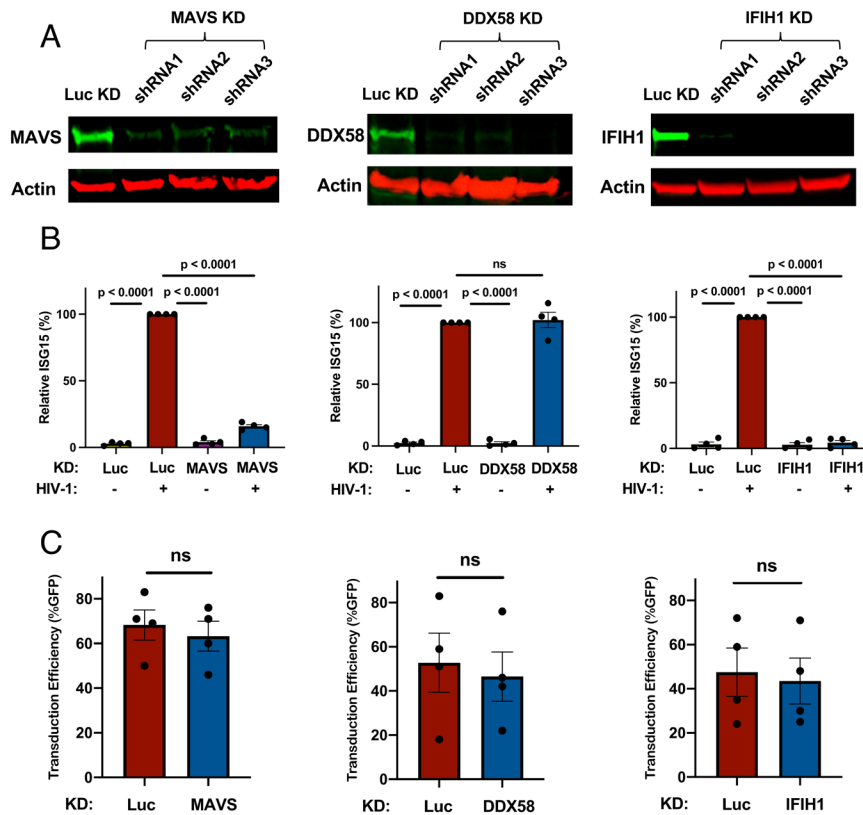 A
MAVS KD
Luc KD shRNA1 shRNA2 shRNA3
MAVS
Actin
DDX58 KD
Luc KD shRNA1 shRNA2 shRNA3
DDX58
Actin
IFIH1 KD
Luc KD shRNA1 shRNA2 shRNA3
IFIH1
Actin
B
p < 0.0001
p < 0.0001 p < 0.0001
Relative ISG15 (%)
100
50
0
KD: Luc Luc MAVS MAVS
HIV-1: - + - +
ns
p < 0.0001 p < 0.0001
Relative ISG15 (%)
150
100
50
0
KD: Luc Luc DDX58 DDX58
HIV-1: - + - +
p < 0.0001
p < 0.0001 p < 0.0001
Relative ISG15 (%)
100
50
0
KD: Luc Luc IFIH1 IFIH1
HIV-1: - + - +
C
ns
Transduction Efficiency (%GFP)
80
60
40
20
0
KD: Luc MAVS
ns
Transduction Efficiency (%GFP)
80
60
40
20
0
KD: Luc DDX58
ns
Transduction Efficiency (%GFP)
80
60
40
20
0
KD: Luc IFIH1